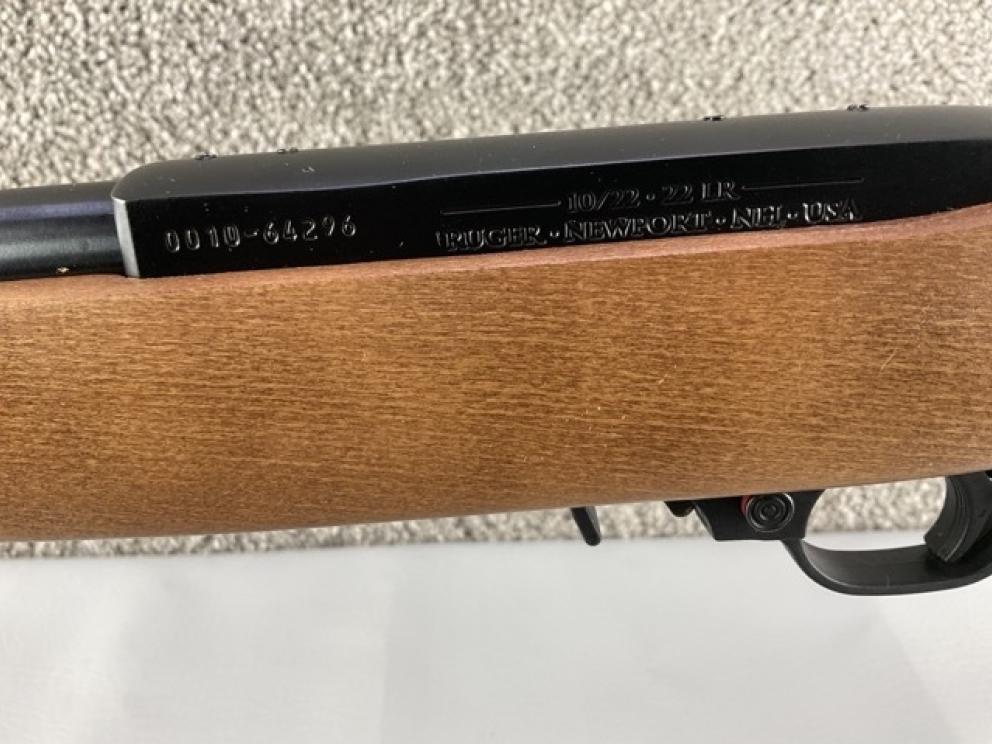 0010-64296
10/22 • 22 LR
RUGER • NEWPORT • NH • USA